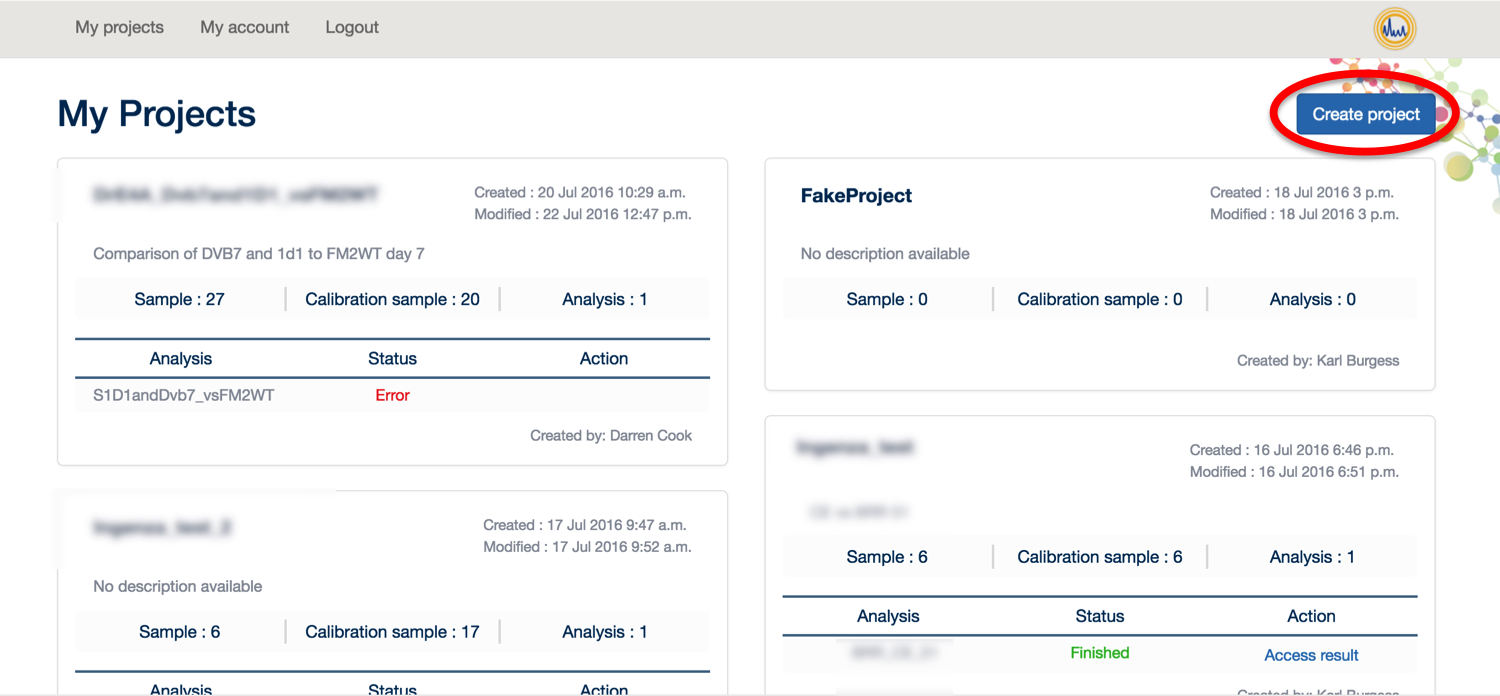 My projects My account Logout
My Projects
Create project
Created : 20 Jul 2016 10:29 a.m.
Modified : 22 Jul 2016 12:47 p.m.
Comparison of DVB7 and 1d1 to FM2WT day 7
Sample : 27 Calibration sample : 20 Analysis : 1
Analysis Status Action
S1D1andDvb7_vsFM2WT Error
Created by: Darren Cook
Created : 17 Jul 2016 9:47 a.m.
Modified : 17 Jul 2016 9:52 a.m.
No description available
Sample : 6 Calibration sample : 17 Analysis : 1
Analysis Status Action
FakeProject
Created : 18 Jul 2016 3 p.m.
Modified : 18 Jul 2016 3 p.m.
No description available
Sample : 0 Calibration sample : 0 Analysis : 0
Created by: Karl Burgess
Created : 16 Jul 2016 6:46 p.m.
Modified : 16 Jul 2016 6:51 p.m.
Sample : 6 Calibration sample : 6 Analysis : 1
Analysis Status Action
Finished Access result
Created by: Karl Burgess